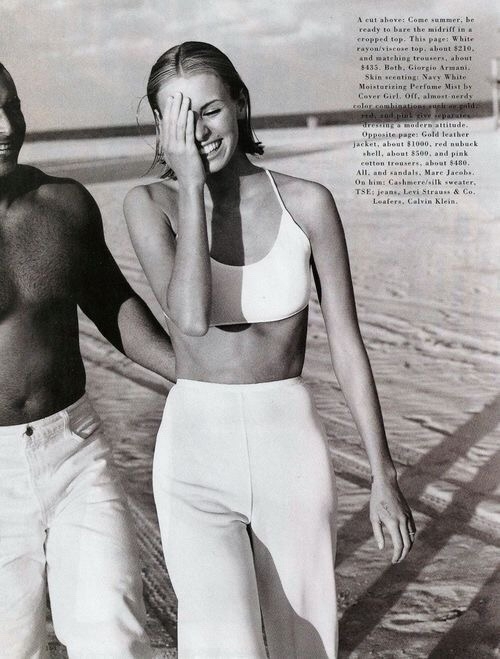 A cut above: Come summer, be
ready to bare the midriff in a
cropped top. This page: White
rayon/viscose top, about $210,
and matching trousers, about
$435. Both, Giorgio Armani.
Skin scenting: Navy White
Moisturizing Perfume Mist by
Cover Girl. Off, almost-nerdy
color combinations such as gold,
red, and pink give separates
dressing a modern attitude.
Opposite page: Gold leather
jacket, about $1000, red nubuck
shell, about $500, and pink
cotton trousers, about $480.
All, and sandals, Marc Jacobs.
On him: Cashmere/silk sweater,
TSE; jeans, Levi Strauss & Co.
Loafers, Calvin Klein.